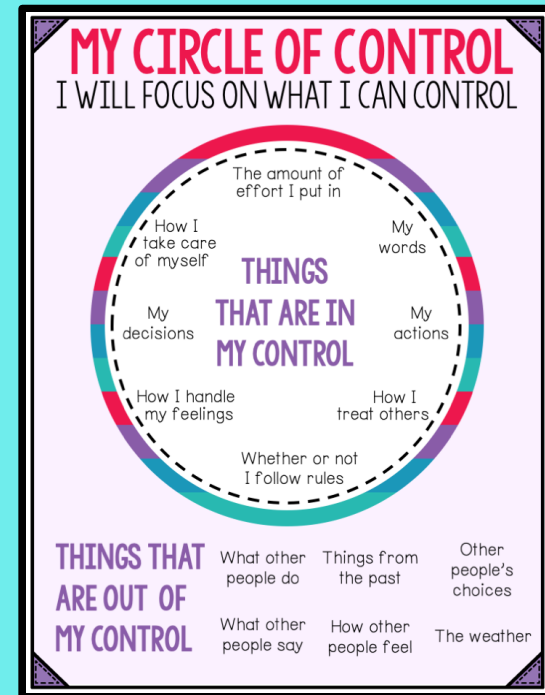 MY CIRCLE OF CONTROL
I WILL FOCUS ON WHAT I CAN CONTROL
The amount of
effort I put in
How I
take care
of myself
My
words
THINGS
THAT ARE IN
MY CONTROL
My
decisions
My
actions
How I handle
my feelings
How I
treat others
Whether or not
I follow rules
THINGS THAT
ARE OUT OF
MY CONTROL
What other
people do
Things from
the past
Other
people's
choices
What other
people say
How other
people feel
The weather